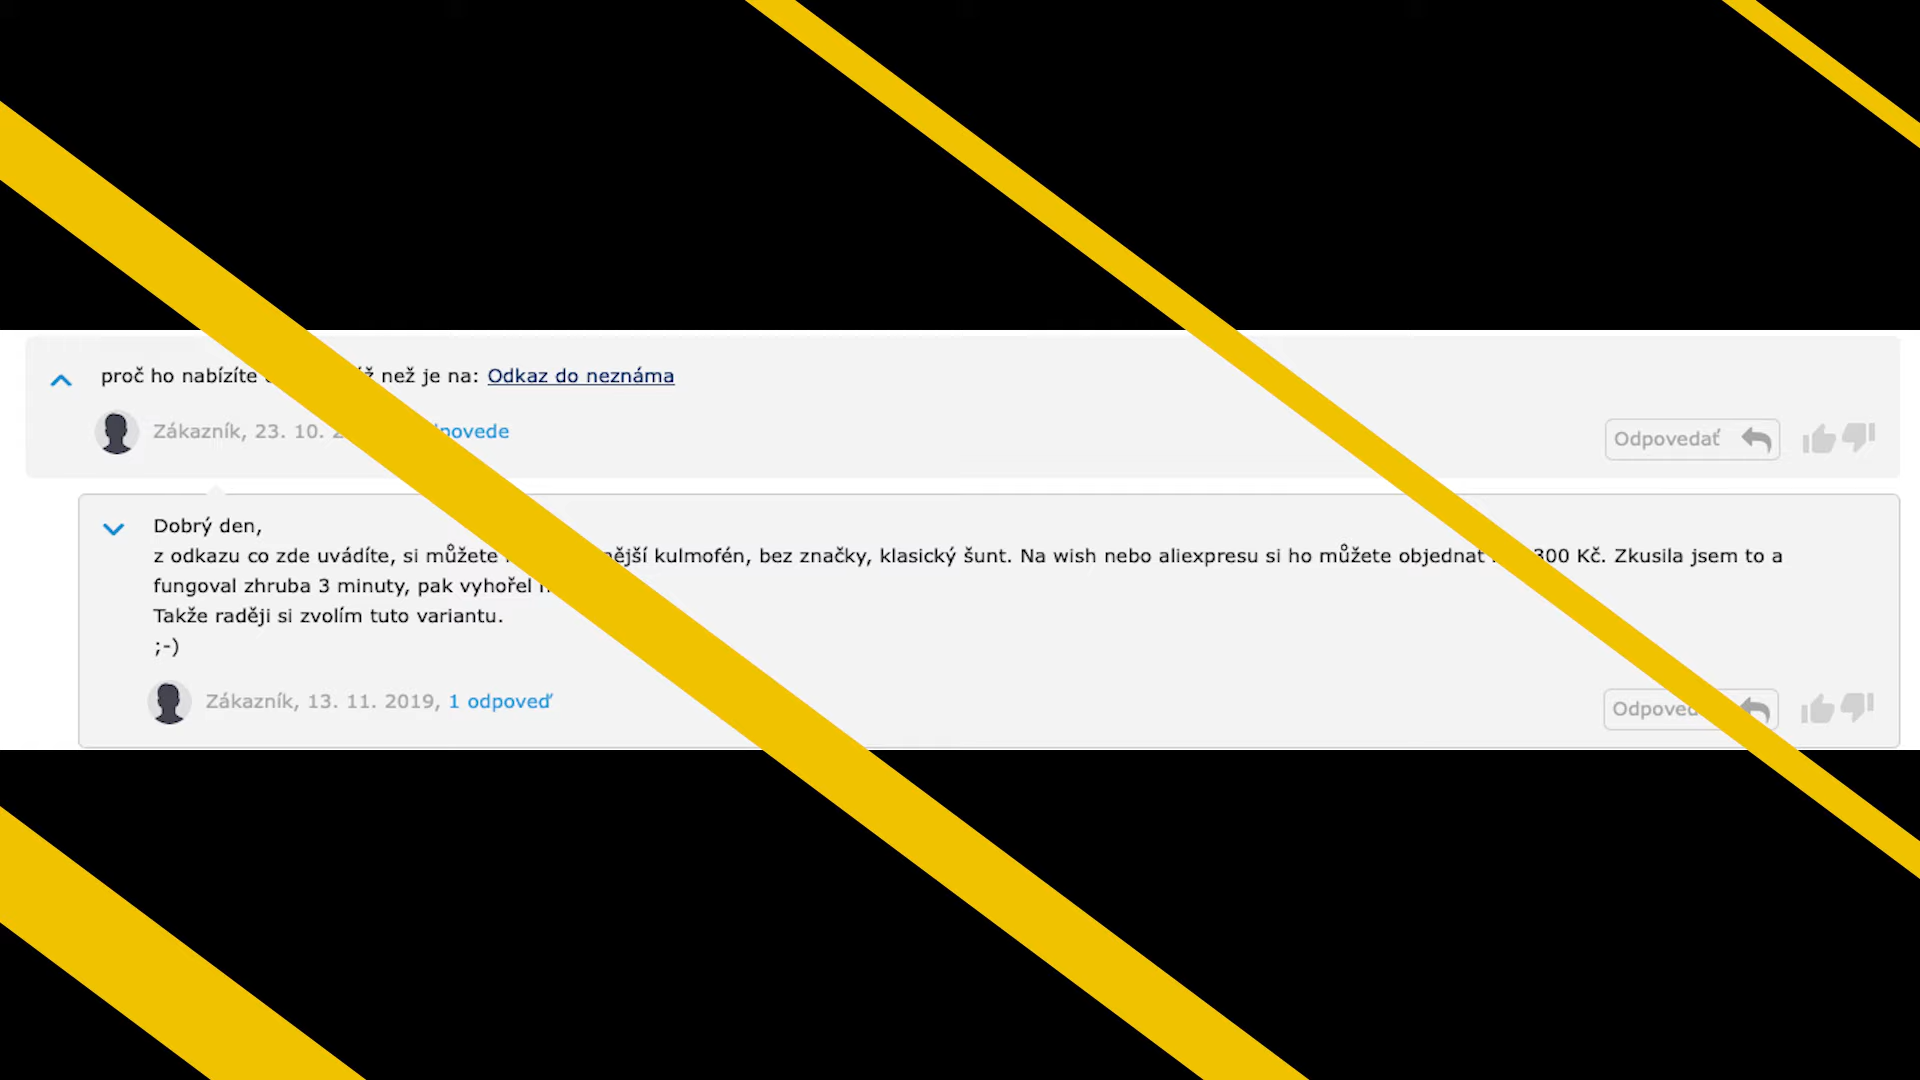 proč ho nabízíte než je na: Odkaz do neznáma
Zákazník, 23. 10.
Odpovedať
Dobrý den,
z odkazu co zde uvádíte, si můžete kulmofén, bez značky, klasický šunt. Na wish nebo aliexpresu si ho můžete objednat 300 Kč. Zkusila jsem to a
fungoval zhruba 3 minuty, pak vyhořel
Takže raději si zvolím tuto variantu.
;-)
Zákazník, 13. 11. 2019, 1 odpoveď